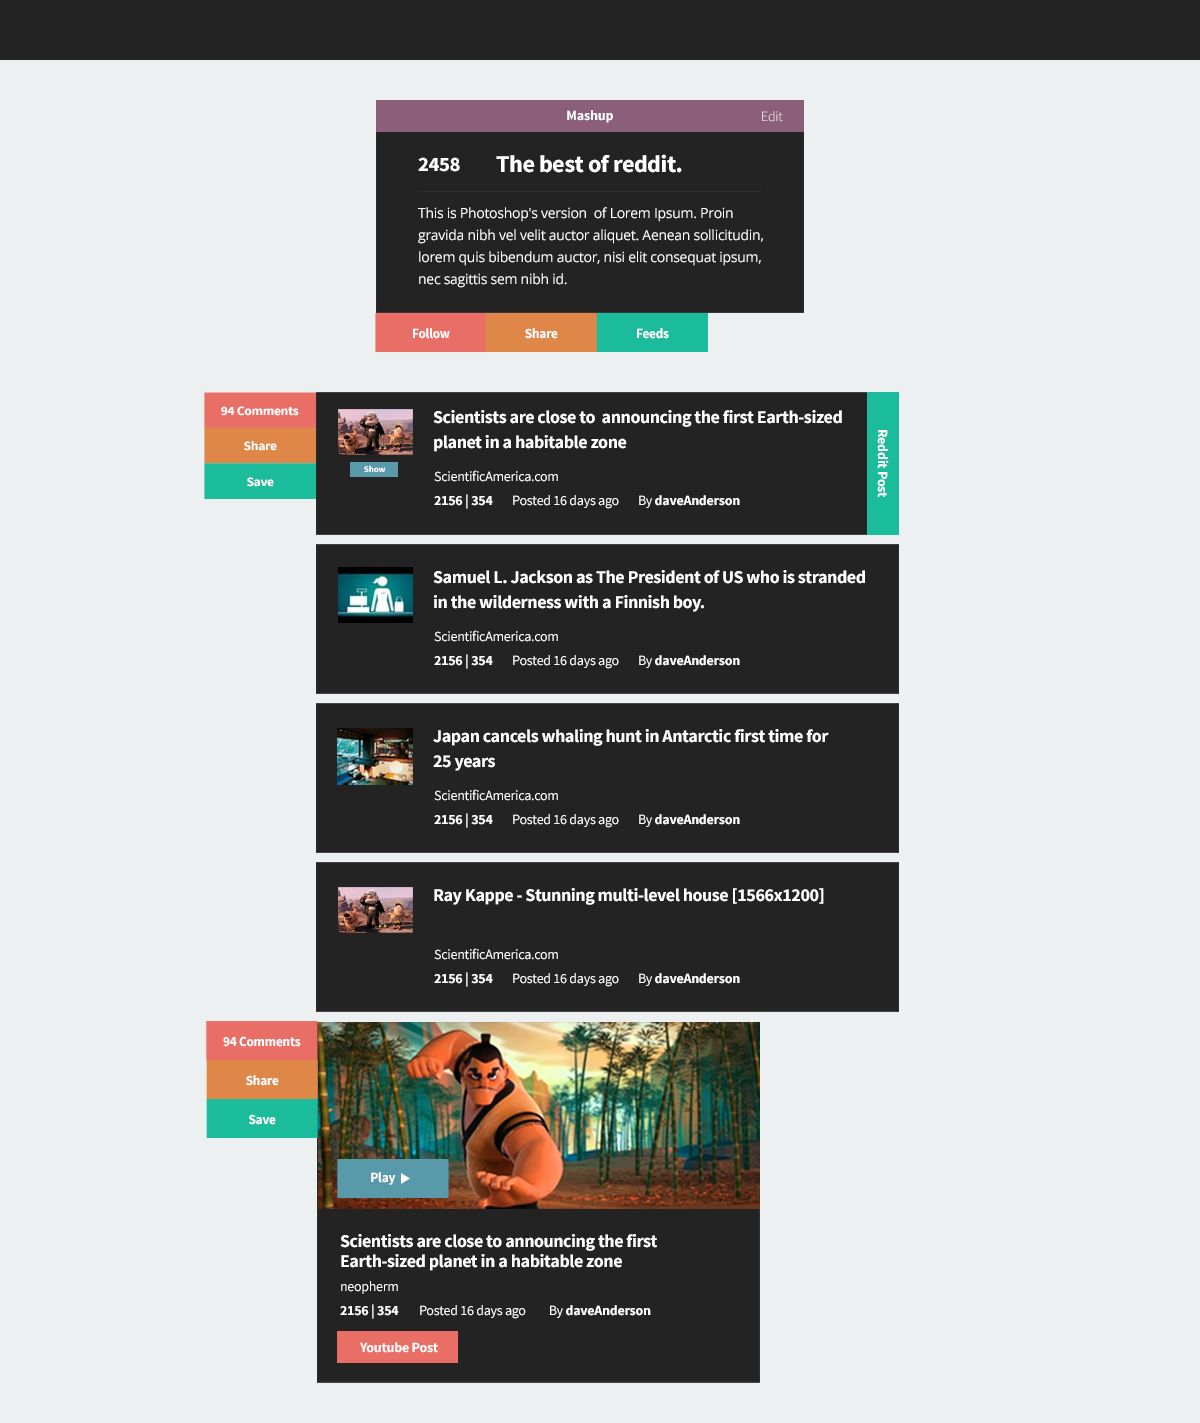 Mashup
Edit
2458
The best of reddit.
This is Photoshop's version  of Lorem Ipsum. Proin
gravida nibh vel velit auctor aliquet. Aenean sollicitudin,
lorem quis bibendum auctor, nisi elit consequat ipsum,
nec sagittis sem nibh id.
Follow
Share
Feeds
94 Comments
Share
Save
Show
Scientists are close to  announcing the first Earth-sized
planet in a habitable zone
ScientificAmerica.com
2156 | 354 Posted 16 days ago By daveAnderson
Reddit Post
Samuel L. Jackson as The President of US who is stranded
in the wilderness with a Finnish boy.
ScientificAmerica.com
2156 | 354 Posted 16 days ago By daveAnderson
Japan cancels whaling hunt in Antarctic first time for
25 years
ScientificAmerica.com
2156 | 354 Posted 16 days ago By daveAnderson
Ray Kappe - Stunning multi-level house [1566x1200]
ScientificAmerica.com
2156 | 354 Posted 16 days ago By daveAnderson
94 Comments
Share
Save
Play
Scientists are close to announcing the first
Earth-sized planet in a habitable zone
neopherm
2156 | 354 Posted 16 days ago By daveAnderson
Youtube Post